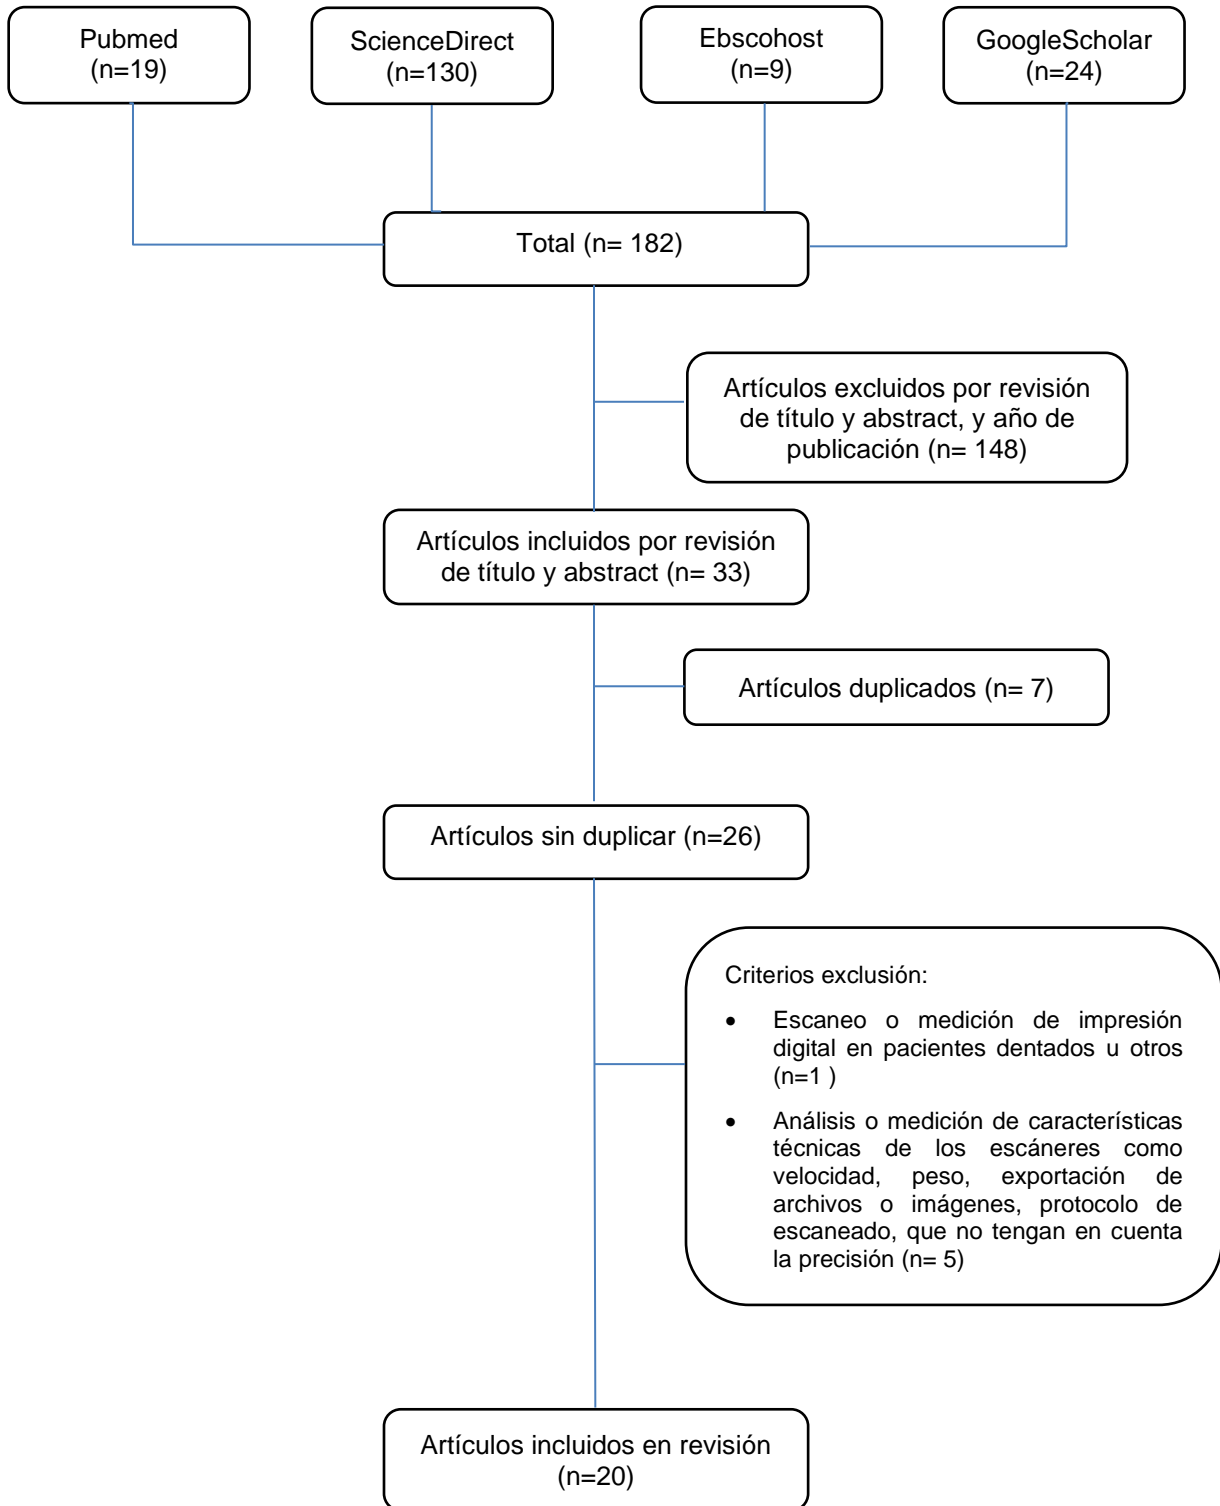 Pubmed
(n=19)
ScienceDirect
(n=130)
Ebscohost
(n=9)
GoogleScholar
(n=24)
Total (n= 182)
Artículos excluidos por revisión
de título y abstract, y año de
publicación (n= 148)
Artículos incluidos por revisión
de título y abstract (n= 33)
Artículos duplicados (n= 7)
Artículos sin duplicar (n=26)
Criterios exclusión:
• Escaneo o medición de impresión
digital en pacientes dentados u otros
(n=1 )
• Análisis o medición de características
técnicas de los escáneres como
velocidad, peso, exportación de
archivos o imágenes, protocolo de
escaneado, que no tengan en cuenta
la precisión (n= 5)
Artículos incluidos en revisión
(n=20)